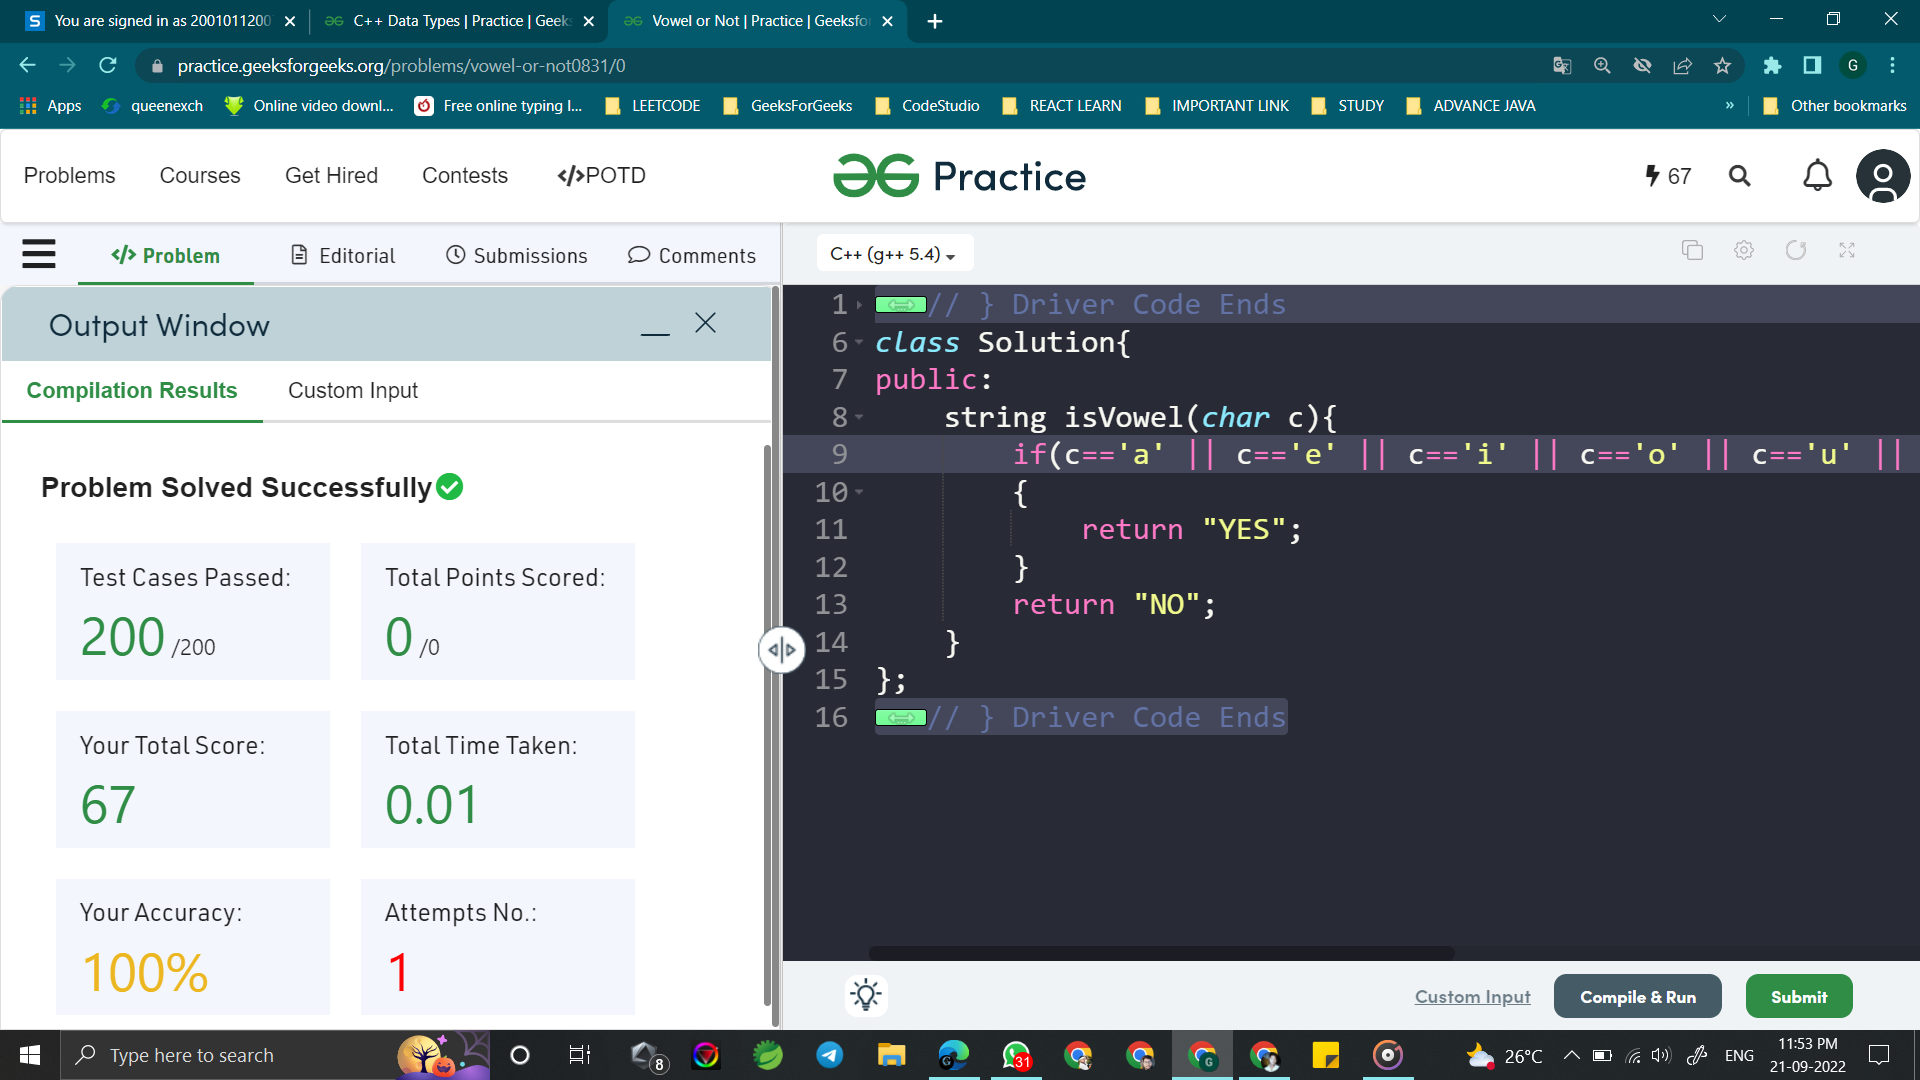 You are signed in as 2001011200
C++ Data Types | Practice | Geeks
Vowel or Not | Practice | Geeksfo
practice.geeksforgeeks.org/problems/vowel-or-not0831/0
G
Apps
queenexch
Online video downl...
Free online typing I...
LEETCODE
GeeksForGeeks
CodeStudio
REACT LEARN
IMPORTANT LINK
STUDY
ADVANCE JAVA
»
Other bookmarks
Problems
Courses
Get Hired
Contests
</>POTD
Practice
67
</> Problem
Editorial
Submissions
Comments
C++ (g++ 5.4)
Output Window
Compilation Results
Custom Input
Problem Solved Successfully
Test Cases Passed:
200 /200
Total Points Scored:
0 /0
Your Total Score:
67
Total Time Taken:
0.01
Your Accuracy:
100%
Attempts No.:
1
1 // } Driver Code Ends
6 class Solution{
7 public:
8 string isVowel(char c){
9 if(c=='a' || c=='e' || c=='i' || c=='o' || c=='u' ||
10 {
11 return "YES";
12 }
13 return "NO";
14 }
15 };
16 // } Driver Code Ends
Custom Input
Compile & Run
Submit
Type here to search
8
31
G
26°C
ENG
11:53 PM
21-09-2022